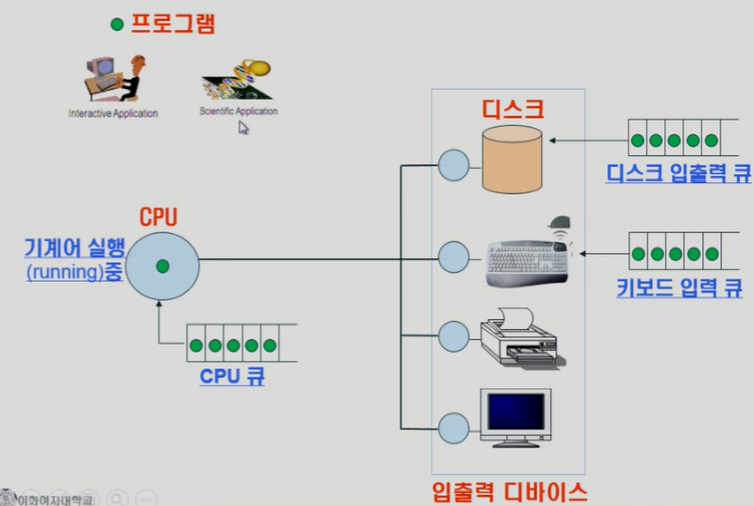 프로그램
Interactive Application
Scientific Application
디스크
디스크 입출력 큐
CPU
기계어 실행
(running)중
키보드 입력 큐
CPU 큐
입출력 디바이스
이화여자대학교